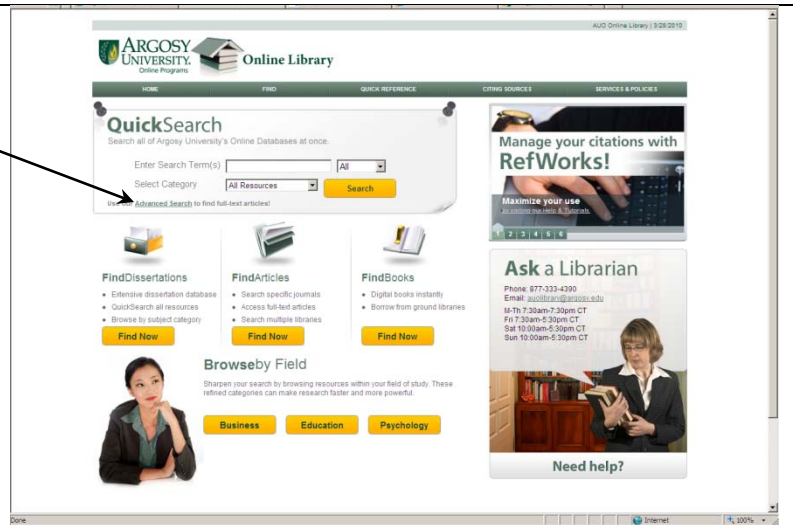 AUO Online Library | 3/26/2010
ARGOSY
UNIVERSITY.
Online Programs
Online Library
HOME
FIND
QUICK REFERENCE
CITING SOURCES
SERVICES & POLICIES
QuickSearch
Search all of Argosy University's Online Databases at once.
Enter Search Term(s)
All
Select Category
All Resources
Search
Use our Advanced Search to find full-text articles!
Manage your citations with
RefWorks!
Maximize your use
by visiting our Help & Tutorials.
1 2 3 4 5 6
FindDissertations
• Extensive dissertation database
• QuickSearch all resources
• Browse by subject category
Find Now
FindArticles
• Search specific journals
• Access full-text articles
• Search multiple libraries
Find Now
FindBooks
• Digital books instantly
• Borrow from ground libraries
Find Now
Ask a Librarian
Phone: 877-333-4390
Email: auolibrarian@argosy.edu
M-Th 7:30am-7:30pm CT
Fri 7:30am-5:30pm CT
Sat 10:00am-5:30pm CT
Sun 10:00am-5:30pm CT
Browseby Field
Sharpen your search by browsing resources within your field of study. These
refined categories can make research faster and more powerful.
Business
Education
Psychology
Need help?
Done
Internet
100%